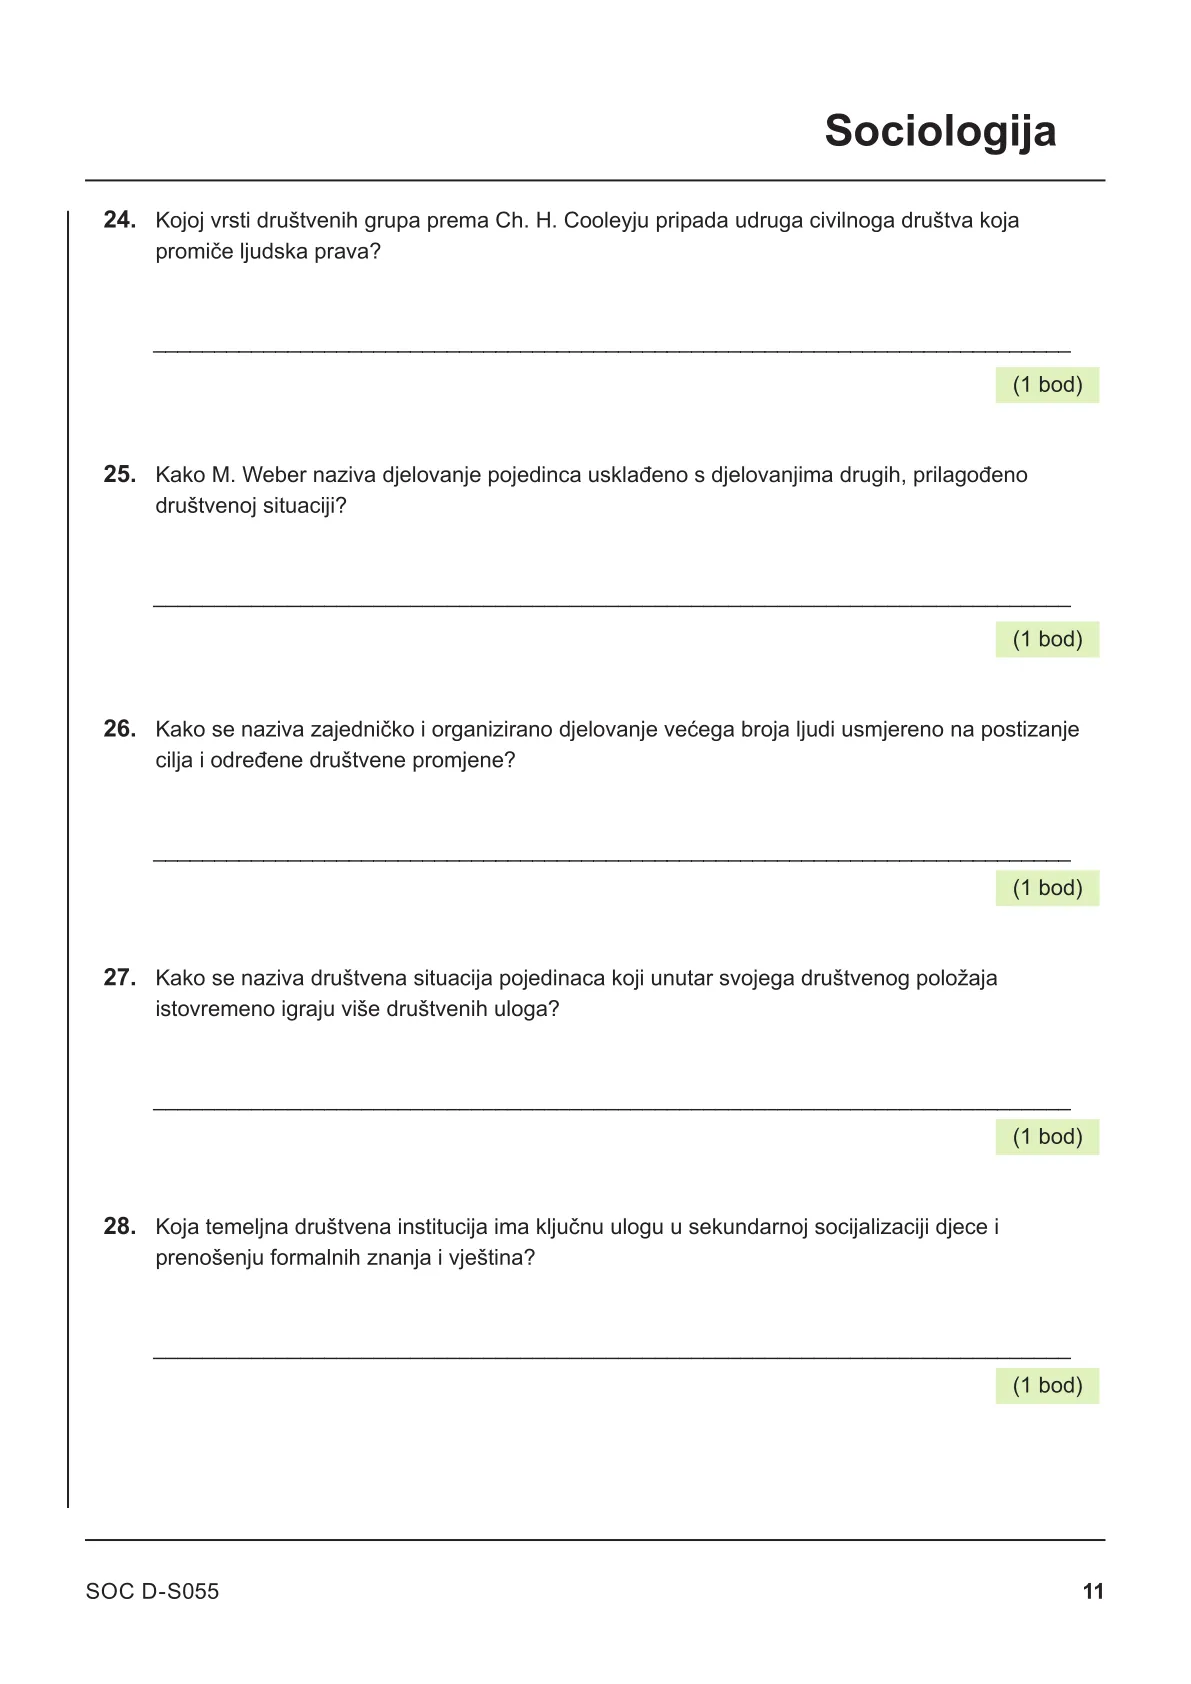 Sociologija
24. Kojoj vrsti društvenih grupa prema Ch. H. Cooleyju pripada udruga civilnoga društva koja
promiče ljudska prava?
(1 bod)
25. Kako M. Weber naziva djelovanje pojedinca usklađeno s djelovanjima drugih, prilagođeno
društvenoj situaciji?
(1 bod)
26. Kako se naziva zajedničko i organizirano djelovanje većega broja ljudi usmjereno na postizanje
cilja i određene društvene promjene?
(1 bod)
27. Kako se naziva društvena situacija pojedinaca koji unutar svojega društvenog položaja
istovremeno igraju više društvenih uloga?
(1 bod)
28. Koja temeljna društvena institucija ima ključnu ulogu u sekundarnoj socijalizaciji djece i
prenošenju formalnih znanja i vještina?
(1 bod)
SOC D-S055
11